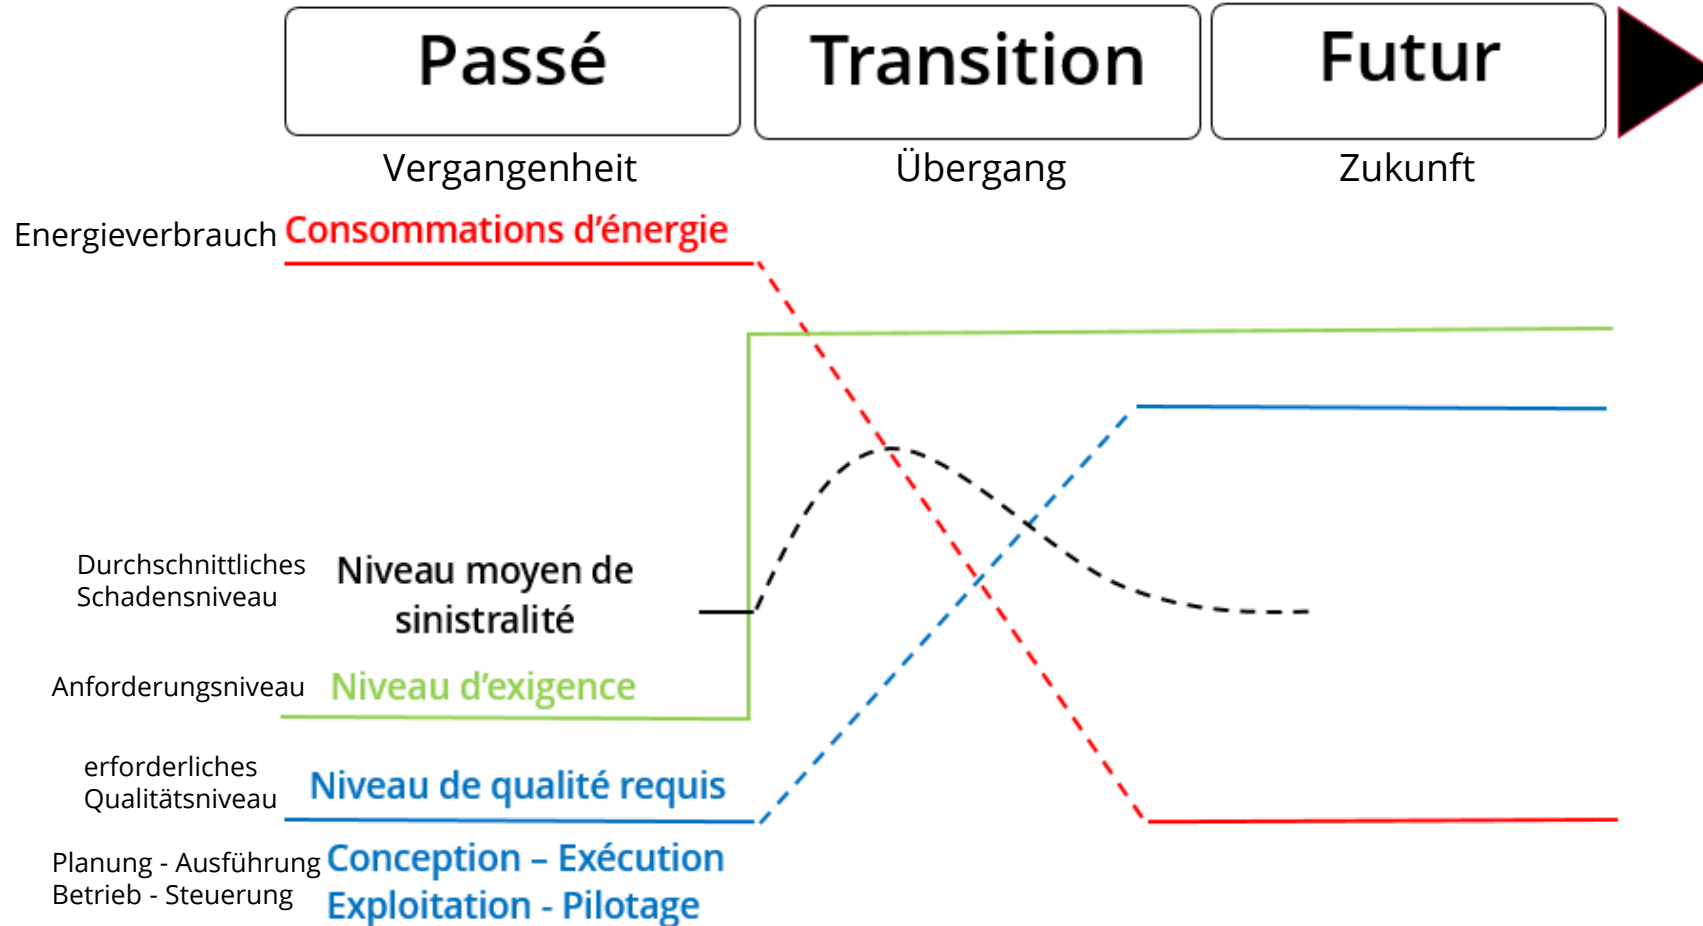 Passé
Transition
Futur
Vergangenheit
Übergang
Zukunft
Energieverbrauch
Consommations d'énergie
Durchschnittliches
Schadensniveau
Niveau moyen de
sinistralité
Anforderungsniveau
Niveau d'exigence
erforderliches
Qualitätsniveau
Niveau de qualité requis
Planung - Ausführung
Betrieb - Steuerung
Conception – Exécution
Exploitation - Pilotage